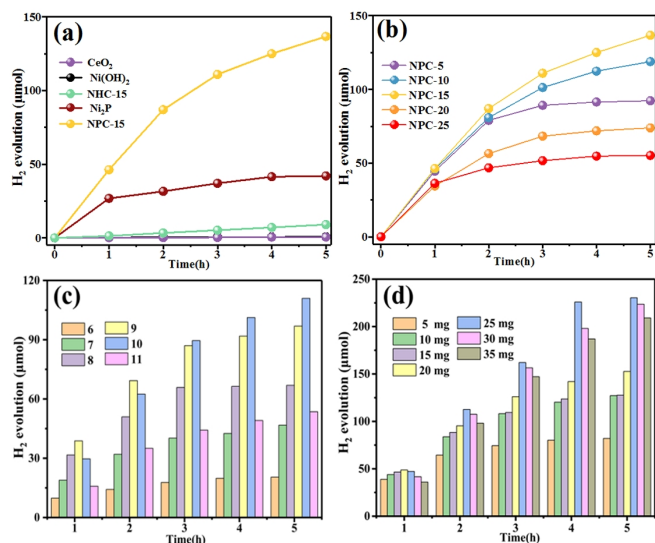 (a)
150
100
50
0
H₂ evolution (μmol)
CeO₂
Ni(OH)₂
NHC-15
Ni₂P
NPC-15
0 1 2 3 4 5
Time(h)
(b)
150
100
50
0
H₂ evolution (μmol)
NPC-5
NPC-10
NPC-15
NPC-20
NPC-25
0 1 2 3 4 5
Time(h)
(c)
120
90
60
30
0
H₂ evolution (μmol)
6 9
7 10
8 11
1 2 3 4 5
Time(h)
(d)
250
200
150
100
50
0
H₂ evolution (μmol)
5 mg 25 mg
10 mg 30 mg
15 mg 35 mg
20 mg
1 2 3 4 5
Time(h)